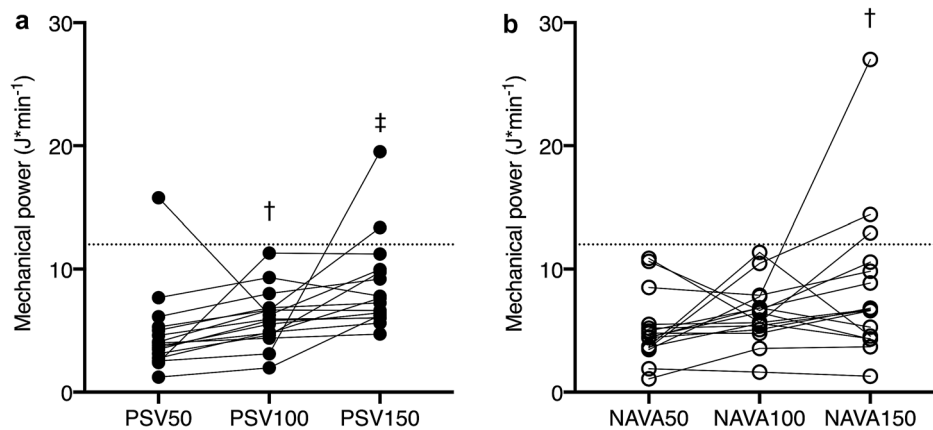 a
30
20
10
0
Mechanical power (J*min-1)
†
‡
PSV50 PSV100 PSV150
b
30
20
10
0
Mechanical power (J*min-1)
†
NAVA50 NAVA100 NAVA150